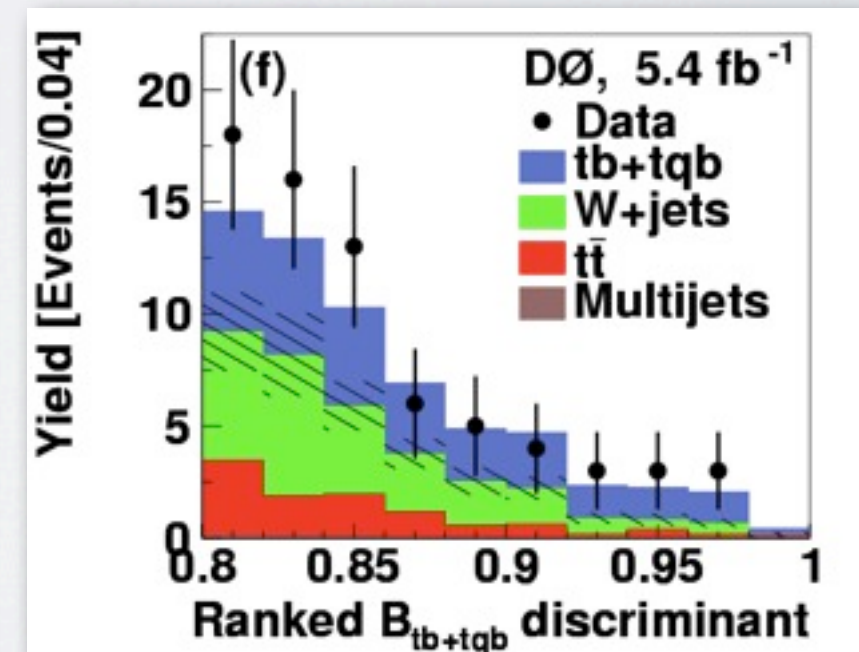 Yield [Events/0.04]
(f)
DØ, 5.4 fb⁻¹
Data
tb+tqb
W+jets
tt̄
Multijets
20
15
10
5
0
0.8 0.85 0.9 0.95 1
Ranked B_tb+tqb discriminant